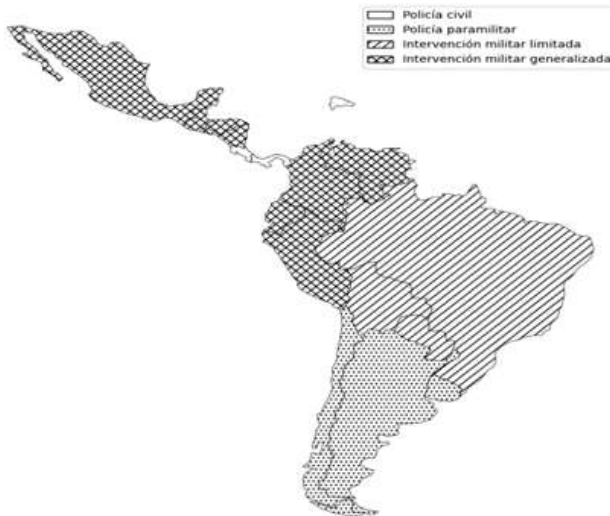 Policía civil
Policía paramilitar
Intervención militar limitada
Intervención militar generalizada